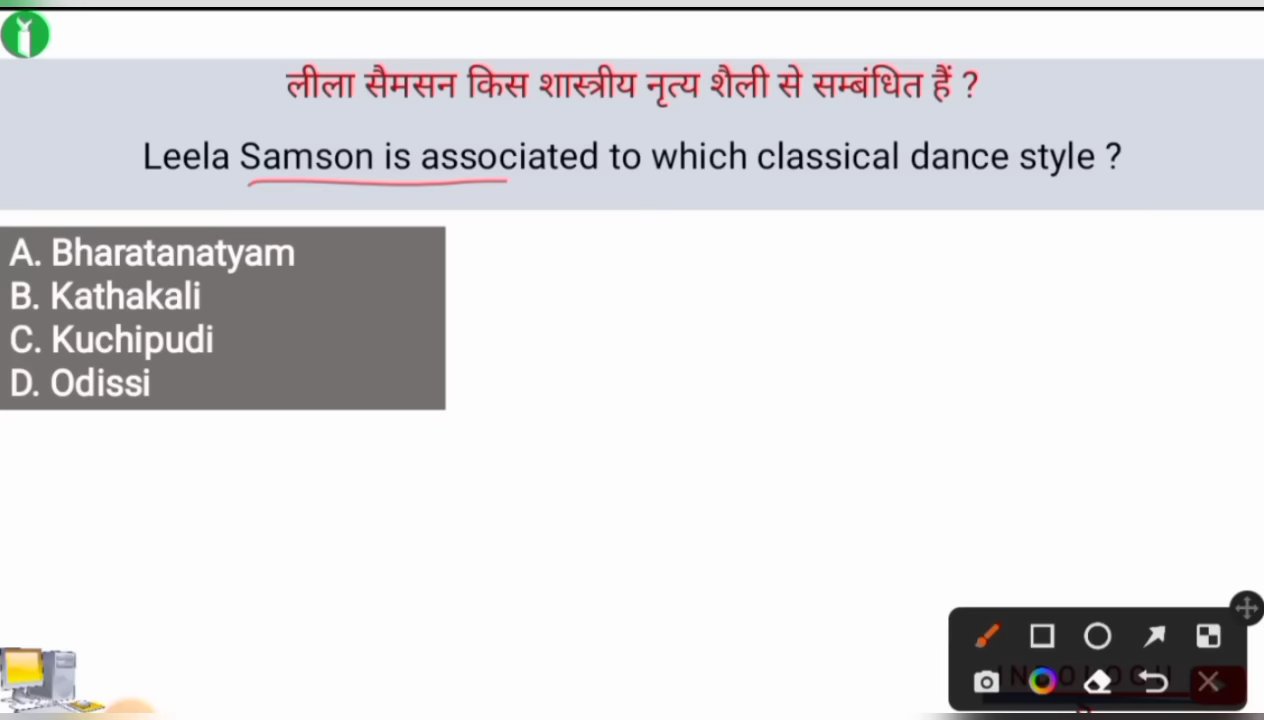 लीला सैमसन किस शास्त्रीय नृत्य शैली से सम्बंधित हैं ?
Leela Samson is associated to which classical dance style ?
A. Bharatanatyam
B. Kathakali
C. Kuchipudi
D. Odissi